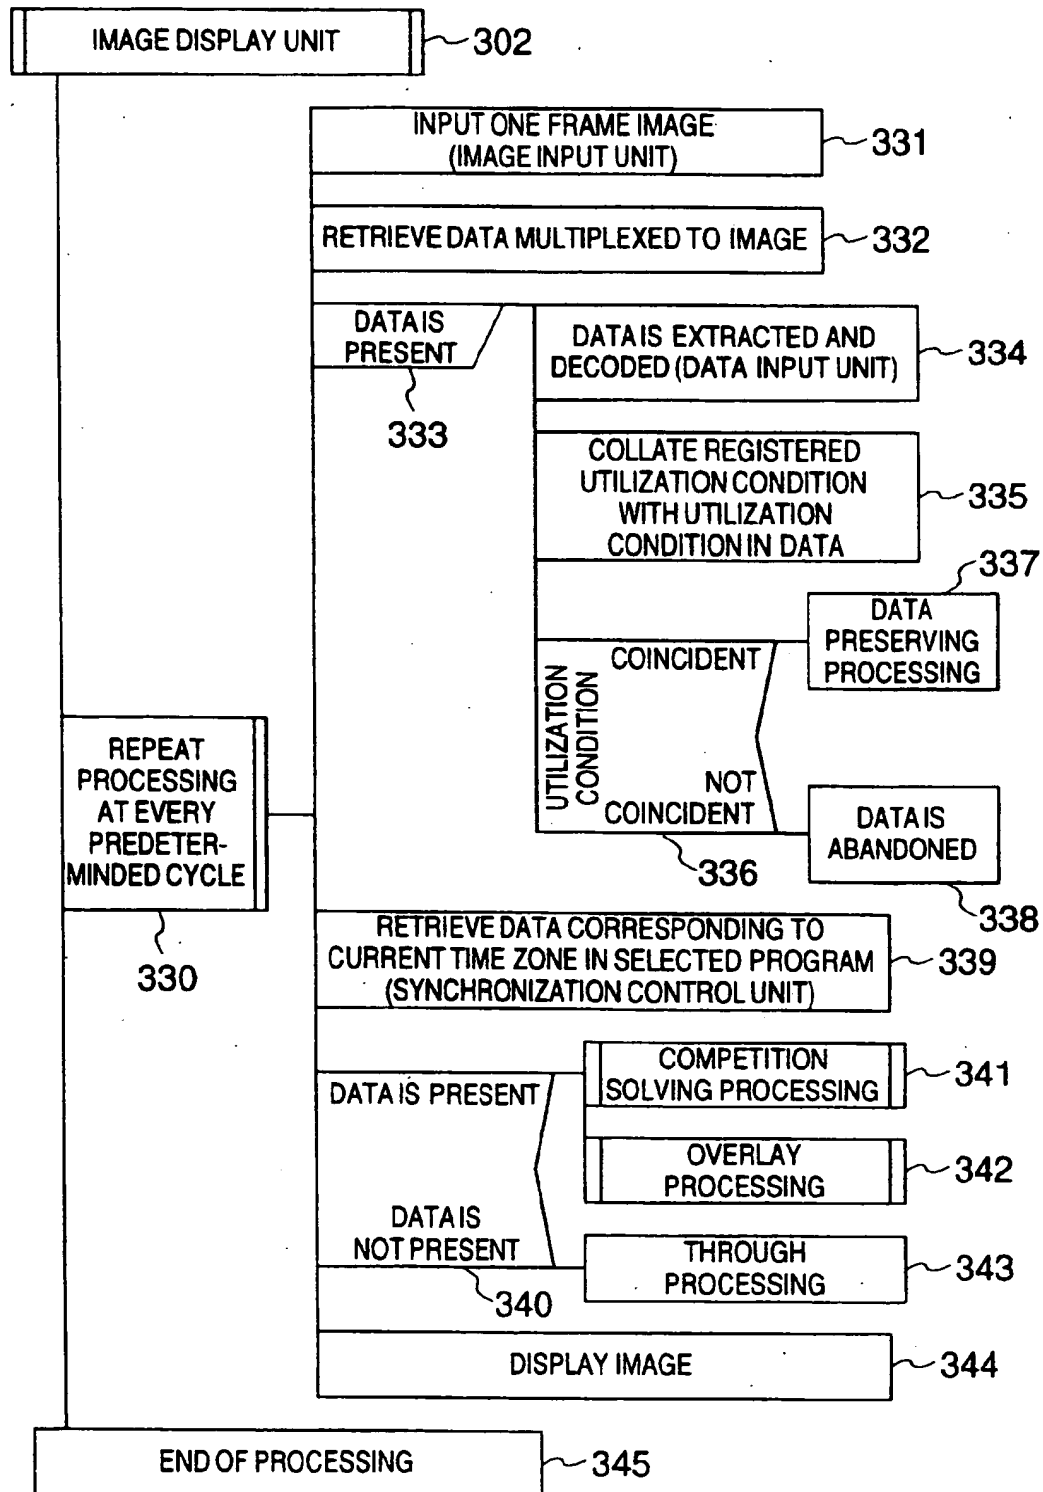 IMAGE DISPLAY UNIT
302
INPUT ONE FRAME IMAGE
(IMAGE INPUT UNIT)
331
RETRIEVE DATA MULTIPLEXED TO IMAGE
332
DATA IS
PRESENT
333
DATA IS EXTRACTED AND
DECODED (DATA INPUT UNIT)
334
COLLATE REGISTERED
UTILIZATION CONDITION
WITH UTILIZATION
CONDITION IN DATA
335
UTILIZATION
CONDITION
COINCIDENT
NOT
COINCIDENT
336
337
DATA
PRESERVING
PROCESSING
DATA IS
ABANDONED
338
REPEAT
PROCESSING
AT EVERY
PREDETER-
MINDED CYCLE
330
RETRIEVE DATA CORRESPONDING TO
CURRENT TIME ZONE IN SELECTED PROGRAM
(SYNCHRONIZATION CONTROL UNIT)
339
DATA IS PRESENT
DATA IS
NOT PRESENT
340
COMPETITION
SOLVING PROCESSING
341
OVERLAY
PROCESSING
342
THROUGH
PROCESSING
343
DISPLAY IMAGE
344
END OF PROCESSING
345